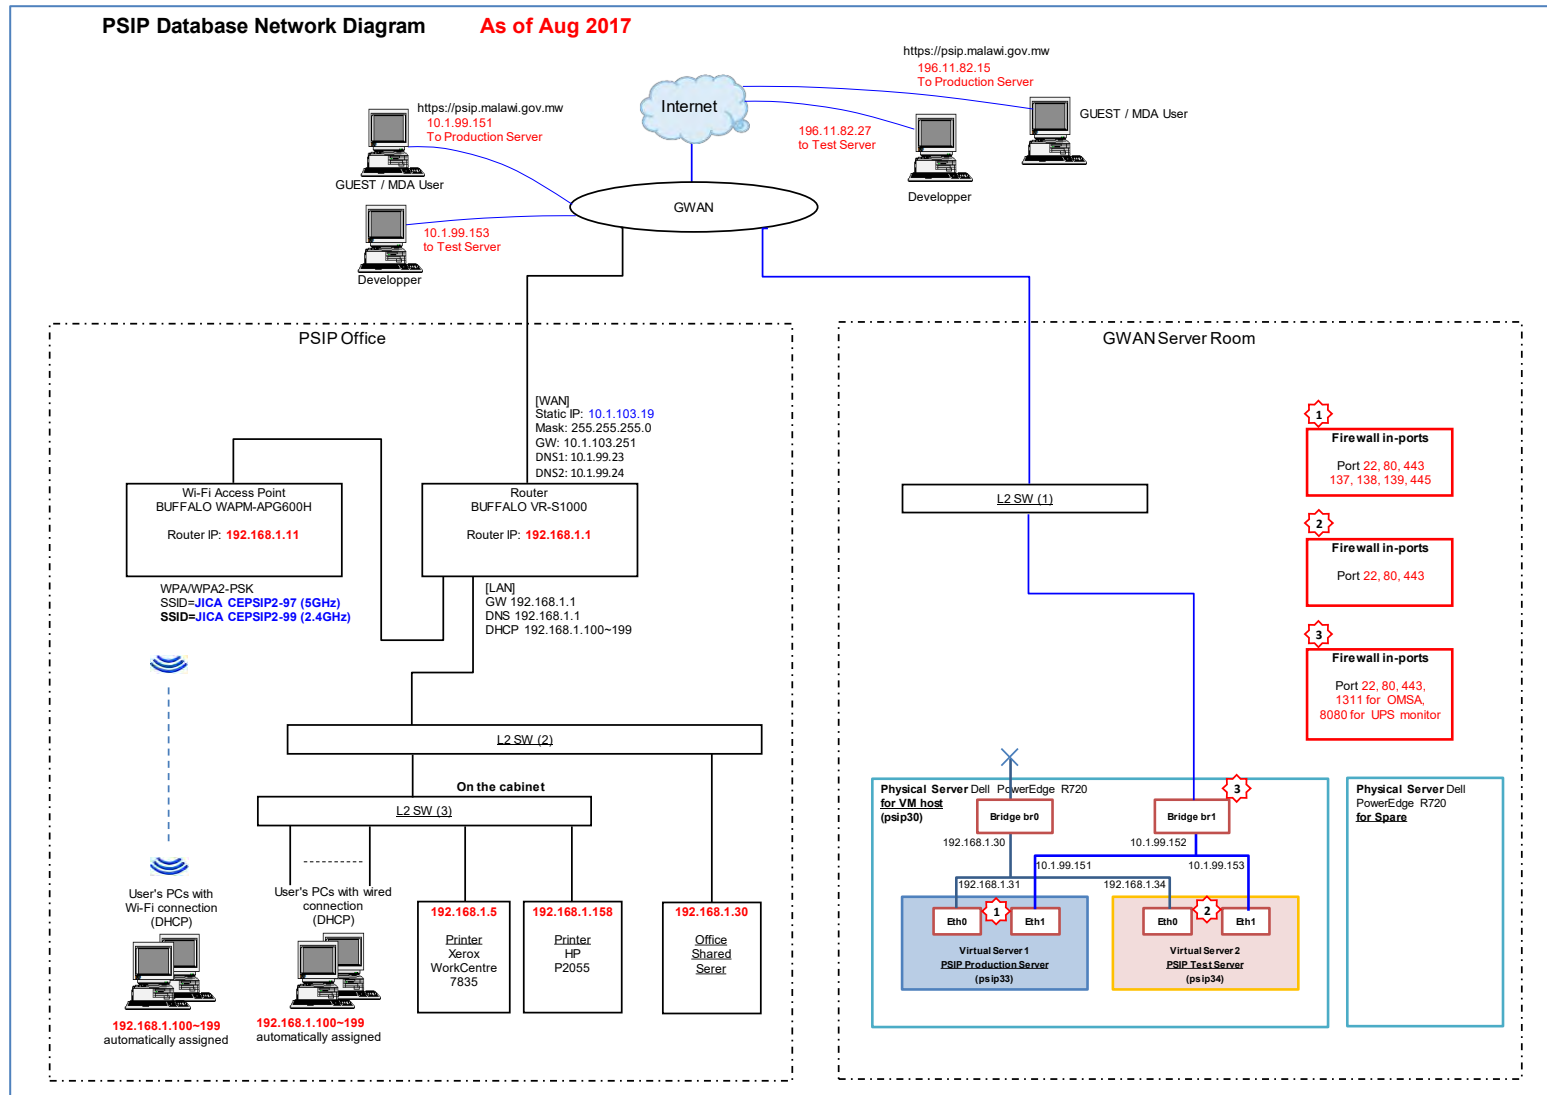 PSIP Database Network Diagram As of Aug 2017
https://psip.malawi.gov.mw
196.11.82.15
To Production Server
GUEST / MDA User
Internet
196.11.82.27
to Test Server
Developper
https://psip.malawi.gov.mw
10.1.99.151
To Production Server
GUEST / MDA User
GWAN
10.1.99.153
to Test Server
Developper
PSIP Office
[WAN]
Static IP: 10.1.103.19
Mask: 255.255.255.0
GW: 10.1.103.251
DNS1: 10.1.99.23
DNS2: 10.1.99.24
Wi-Fi Access Point
BUFFALO WAPM-APG600H
Router IP: 192.168.1.11
Router
BUFFALO VR-S1000
Router IP: 192.168.1.1
WPA/WPA2-PSK
SSID=JICA CEPSIP2-97 (5GHz)
SSID=JICA CEPSIP2-99 (2.4GHz)
[LAN]
GW 192.168.1.1
DNS 192.168.1.1
DHCP 192.168.1.100~199
L2 SW (2)
On the cabinet
L2 SW (3)
User's PCs with
Wi-Fi connection
(DHCP)
192.168.1.100~199
automatically assigned
User's PCs with wired
connection
(DHCP)
192.168.1.100~199
automatically assigned
192.168.1.5
Printer
Xerox
WorkCentre
7835
192.168.1.158
Printer
HP
P2055
192.168.1.30
Office
Shared
Serer
GWAN Server Room
L2 SW (1)
1
Firewall in-ports
Port 22, 80, 443
137, 138, 139, 445
2
Firewall in-ports
Port 22, 80, 443
3
Firewall in-ports
Port 22, 80, 443,
1311 for OMSA,
8080 for UPS monitor
Physical Server Dell PowerEdge R720
for VM host
(psip30)
3
Bridge br0
Bridge br1
192.168.1.30
10.1.99.152
10.1.99.151
10.1.99.153
192.168.1.31
192.168.1.34
Eth0
1
Eth1
Virtual Server 1
PSIP Production Server
(psip33)
Eth0
2
Eth1
Virtual Server 2
PSIP Test Server
(psip34)
Physical Server Dell
PowerEdge R720
for Spare